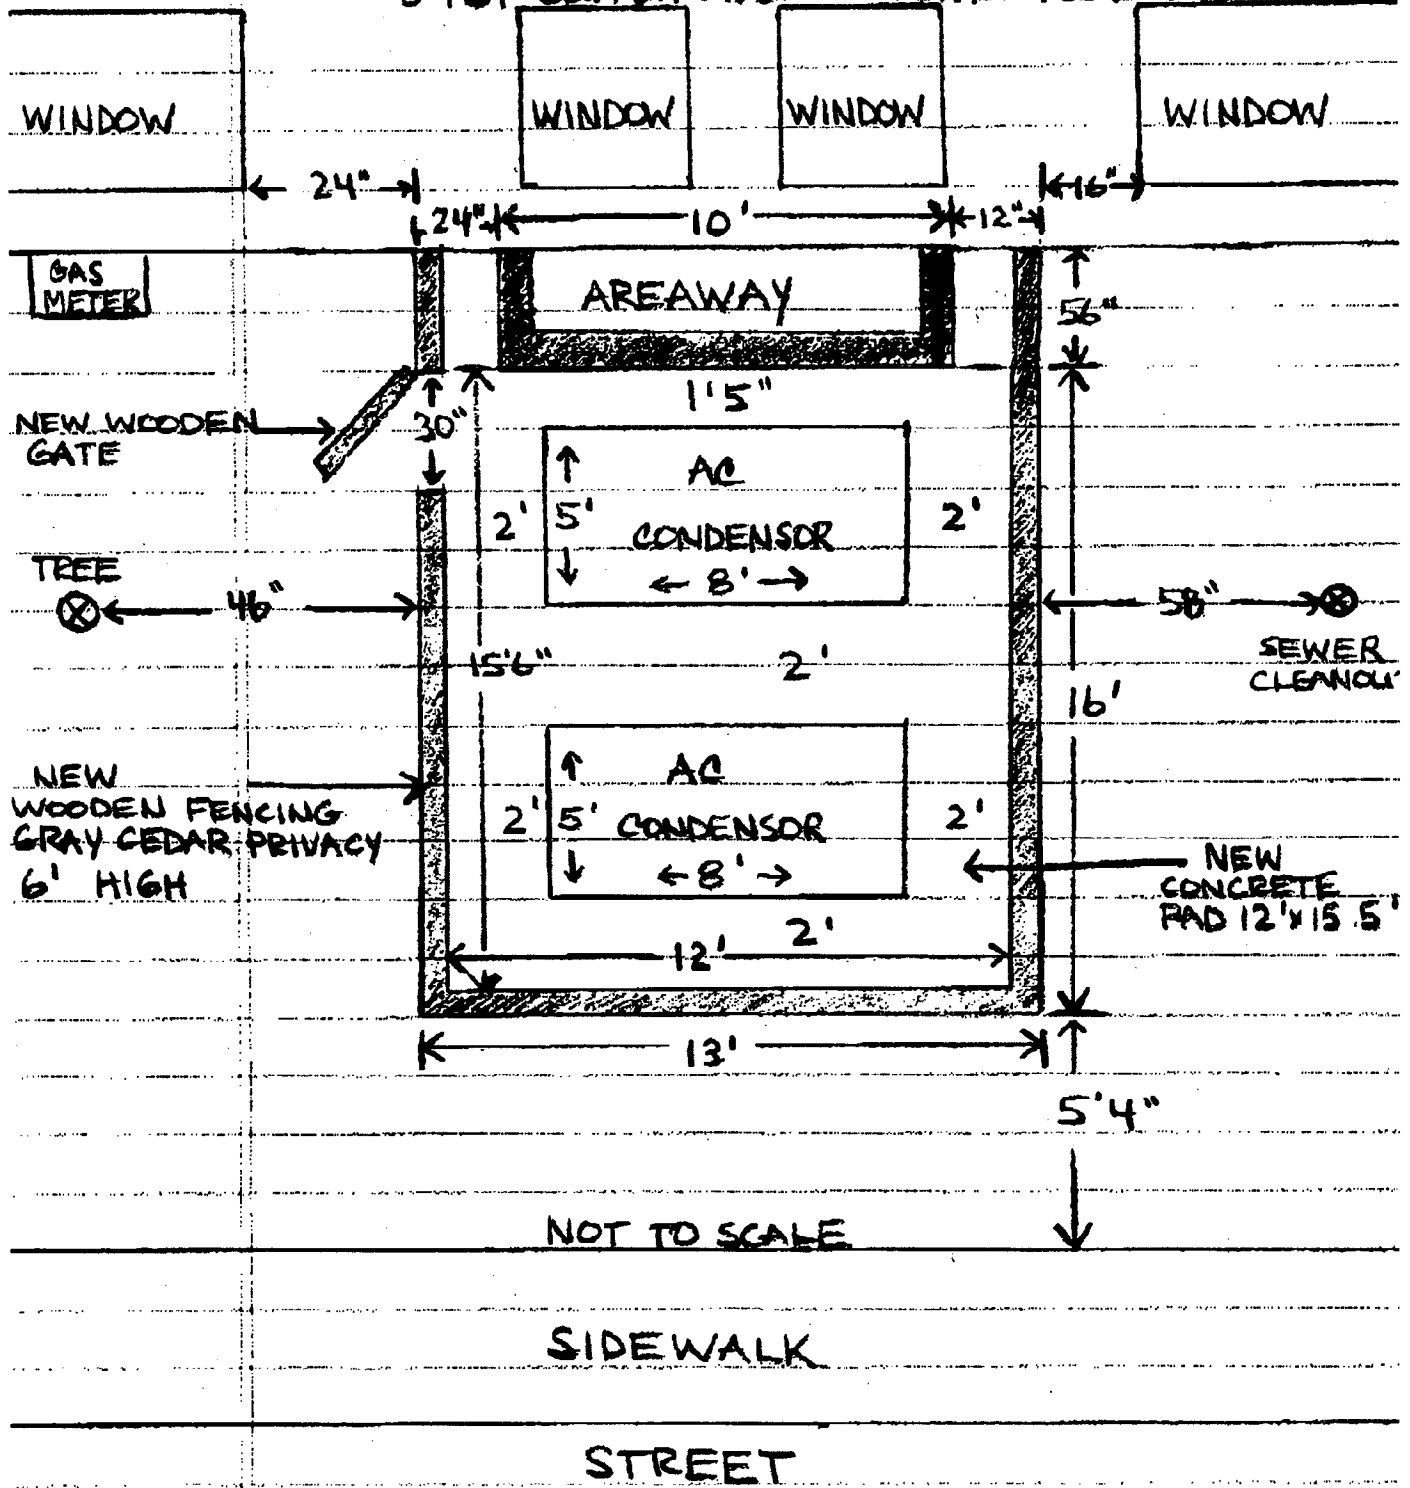 WINDOW
WINDOW
WINDOW
WINDOW
24"
16"
24"
10'
12"
GAS
METER
AREAWAY
56"
1'5"
NEW WOODEN
GATE
30"
AC
CONDENSOR
2'
5'
8'
2'
TREE
46"
58"
SEWER
CLEANOU
15'6"
2'
16'
NEW
WOODEN FENCING
GRAY CEDAR PRIVACY
6' HIGH
AC
CONDENSOR
2'
5'
8'
2'
NEW
CONCRETE
PAD 12'x15.5'
2'
12'
13'
5'4"
NOT TO SCALE
SIDEWALK
STREET